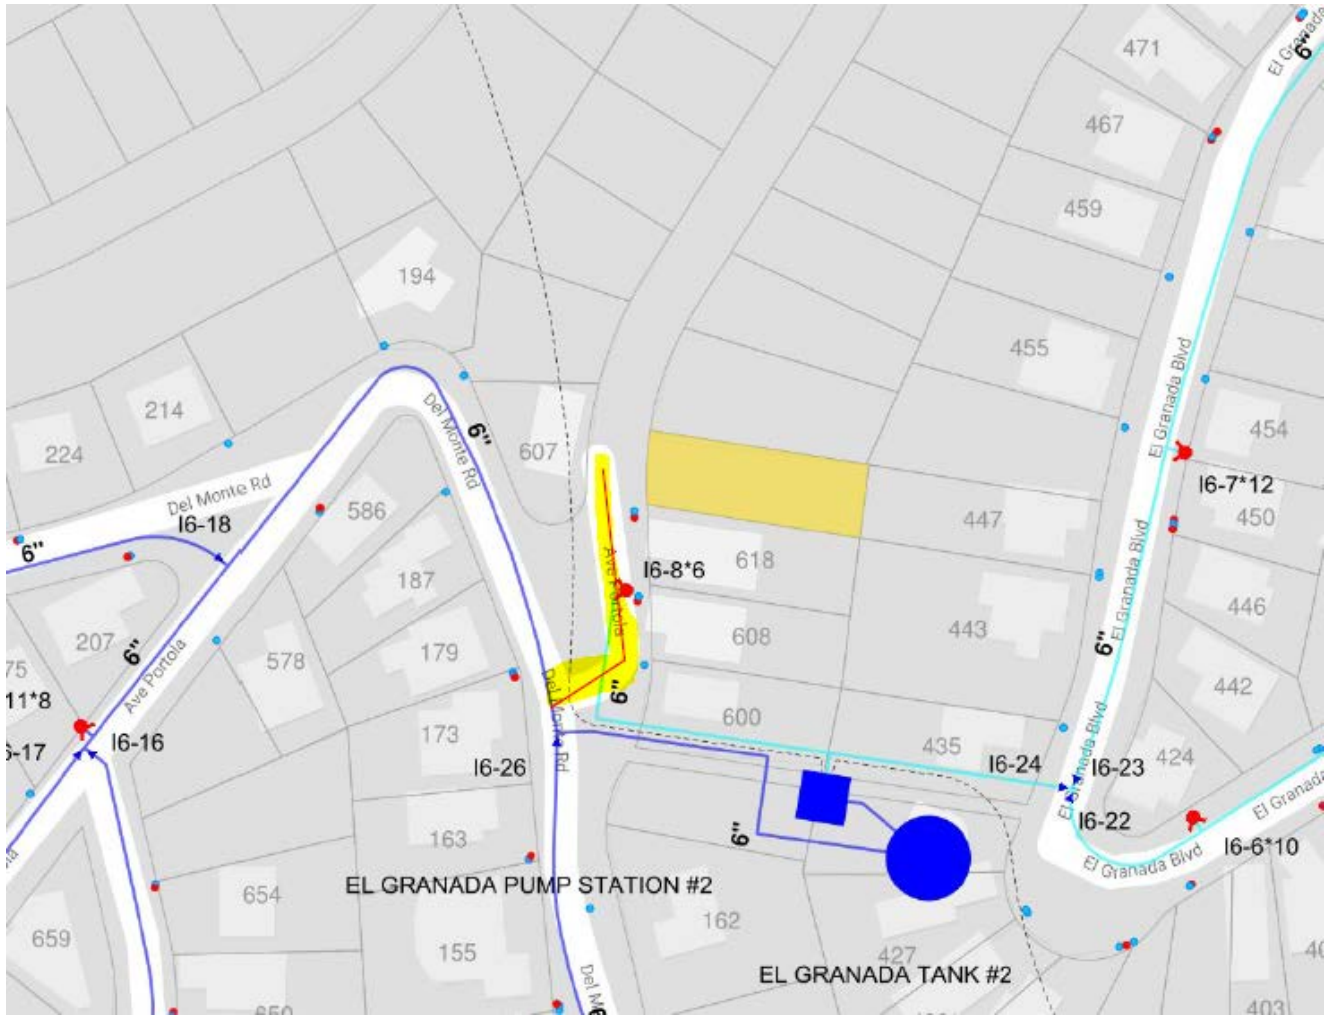 471
El Granada
6"
467
459
194
El Granada Blvd
455
Del Monte Rd
6"
214
454
607
224
I6-7*12
Del Monte Rd
I6-18
6"
586
447
450
618
Ave Portola
I6-8*6
El Granada Blvd
187
446
207
608
443
6"
6"
578
179
75
Ave Portola
442
11*8
Del Monte Rd
6"
600
El Granada Blvd
173
435
424
6-17
I6-16
I6-26
I6-24
I6-23
El Granada
I6-22
163
6"
El Granada Blvd
I6-6*10
EL GRANADA PUMP STATION #2
654
162
659
155
427
EL GRANADA TANK #2
Del M
6"
650
403